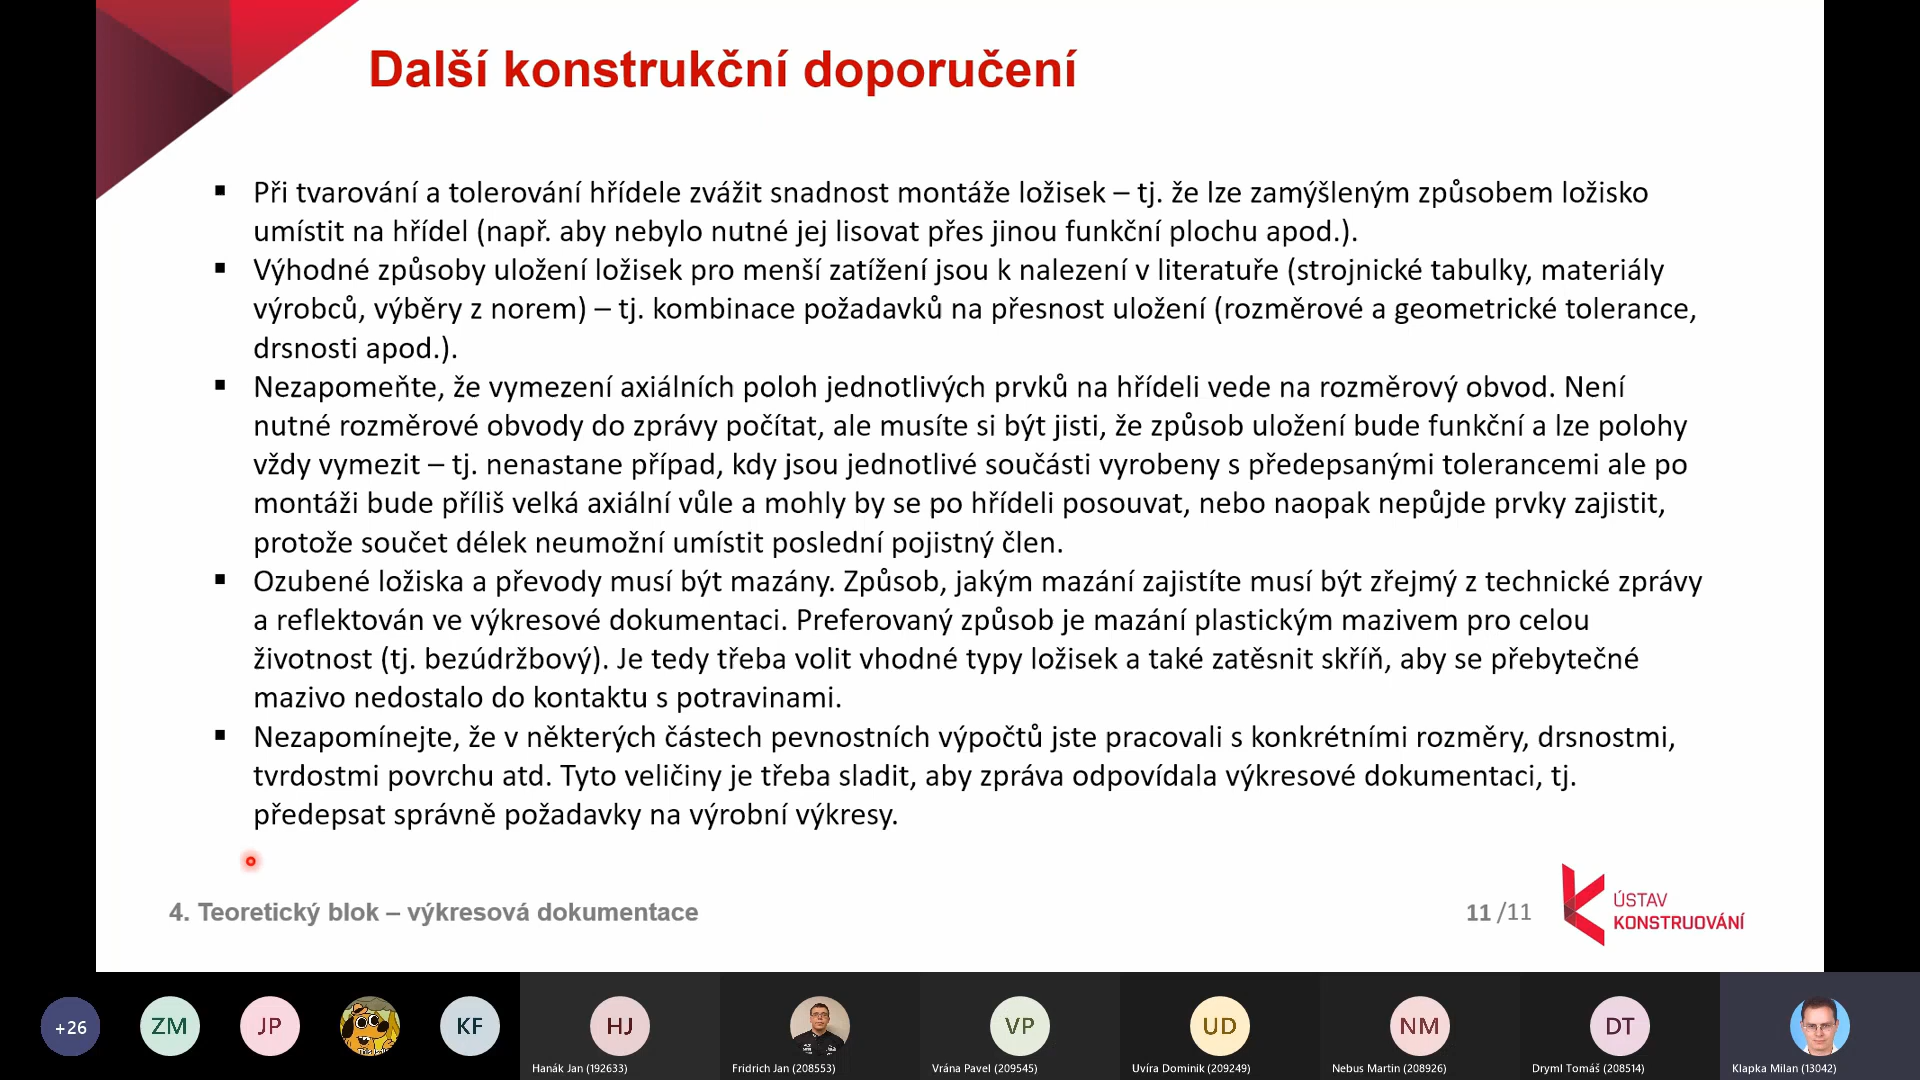 Další konstrukční doporučení
▪ Při tvarování a tolerování hřídele zvážit snadnost montáže ložisek – tj. že lze zamýšleným způsobem ložisko
umístit na hřídel (např. aby nebylo nutné jej lisovat přes jinou funkční plochu apod.).
▪ Výhodné způsoby uložení ložisek pro menší zatížení jsou k nalezení v literatuře (strojnické tabulky, materiály
výrobců, výběry z norem) – tj. kombinace požadavků na přesnost uložení (rozměrové a geometrické tolerance,
drsnosti apod.).
▪ Nezapomeňte, že vymezení axiálních poloh jednotlivých prvků na hřídeli vede na rozměrový obvod. Není
nutné rozměrové obvody do zprávy počítat, ale musíte si být jisti, že způsob uložení bude funkční a lze polohy
vždy vymezit – tj. nenastane případ, kdy jsou jednotlivé součásti vyrobeny s předepsanými tolerancemi ale po
montáži bude příliš velká axiální vůle a mohly by se po hřídeli posouvat, nebo naopak nepůjde prvky zajistit,
protože součet délek neumožní umístit poslední pojistný člen.
▪ Ozubené ložiska a převody musí být mazány. Způsob, jakým mazání zajistíte musí být zřejmý z technické zprávy
a reflektován ve výkresové dokumentaci. Preferovaný způsob je mazání plastickým mazivem pro celou
životnost (tj. bezúdržbový). Je tedy třeba volit vhodné typy ložisek a také zatěsnit skříň, aby se přebytečné
mazivo nedostalo do kontaktu s potravinami.
▪ Nezapomínejte, že v některých částech pevnostních výpočtů jste pracovali s konkrétními rozměry, drsnostmi,
tvrdostmi povrchu atd. Tyto veličiny je třeba sladit, aby zpráva odpovídala výkresové dokumentaci, tj.
předepsat správně požadavky na výrobní výkresy.
4. Teoretický blok – výkresová dokumentace
11 /11
ÚSTAV
KONSTRUOVÁNÍ
+26
ZM
JP
KF
HJ
VP
UD
NM
DT
Hanák Jan (192633)
Fridrich Jan (208553)
Vrána Pavel (209545)
Uvíra Dominik (209249)
Nebus Martin (208926)
Dryml Tomáš (208514)
Klapka Milan (13042)